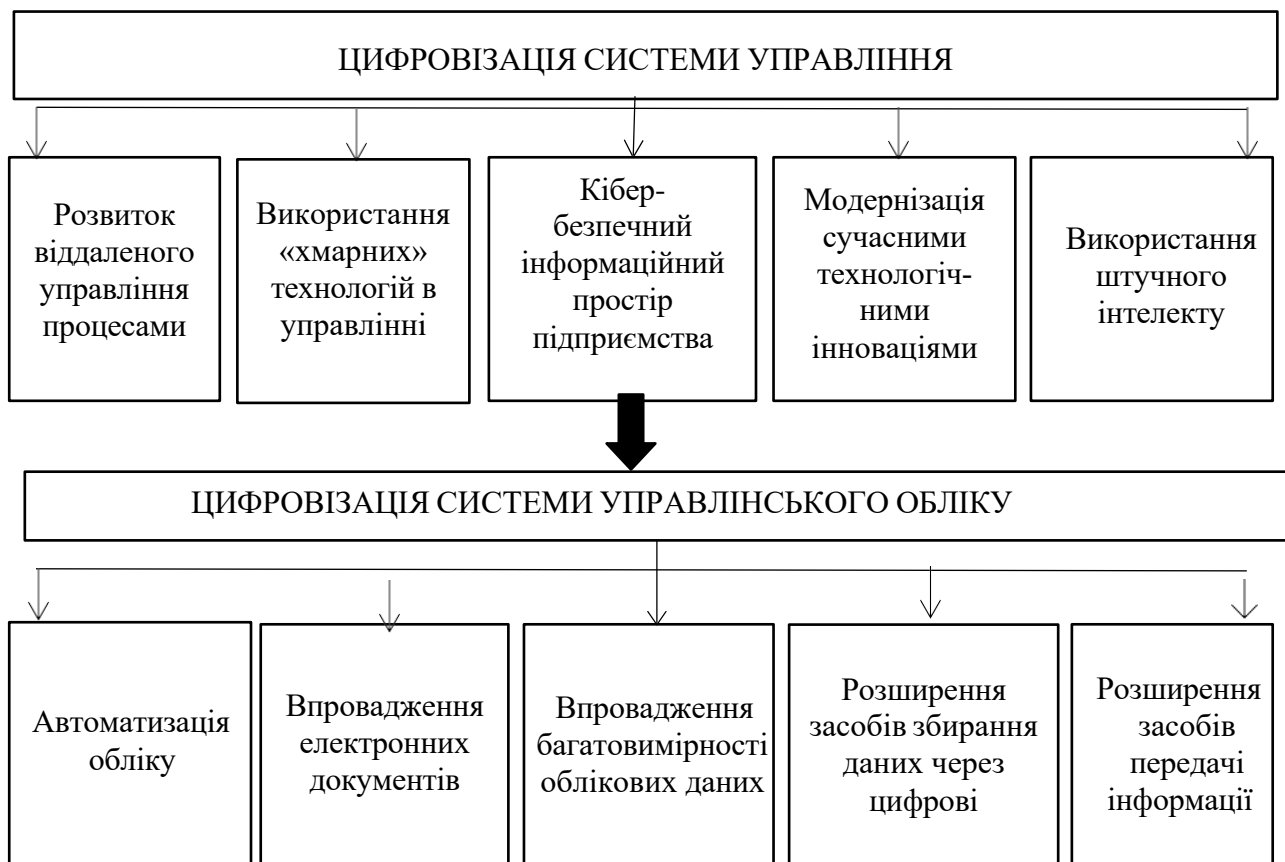 ЦИФРОВІЗАЦІЯ СИСТЕМИ УПРАВЛІННЯ
Розвиток
віддаленого
управління
процесами
Використання
«хмарних»
технологій в
управлінні
Кібер-
безпечний
інформаційний
простір
підприємства
Модернізація
сучасними
технологіч-
ними
інноваціями
Використання
штучного
інтелекту
ЦИФРОВІЗАЦІЯ СИСТЕМИ УПРАВЛІНСЬКОГО ОБЛІКУ
Автоматизація
обліку
Впровадження
електронних
документів
Впровадження
багатовимірності
облікових даних
Розширення
засобів збирання
даних через
цифрові
Розширення
засобів
передачі
інформації